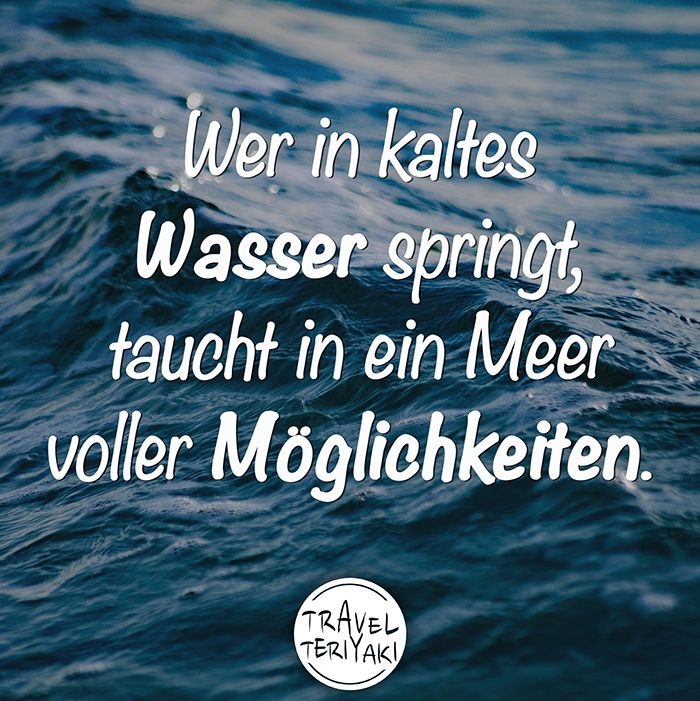 Wer in kaltes
Wasser springt,
taucht in ein Meer
voller Möglichkeiten.
TRAVEL
TERIYAKI